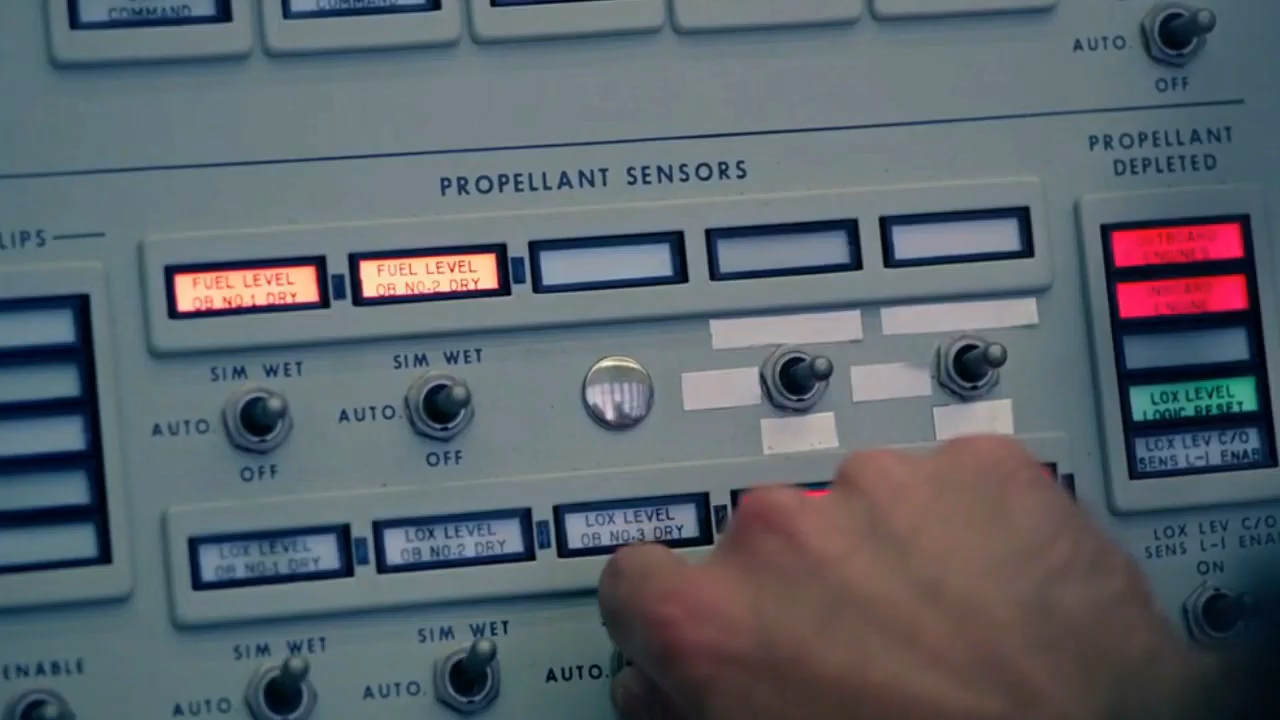 COMMAND
COMMAND
AUTO.
OFF
PROPELLANT SENSORS
PROPELLANT
DEPLETED
LIPS
FUEL LEVEL
OB NO.1 DRY
FUEL LEVEL
OB NO.2 DRY
OUTBOARD
ENGINES
INBOARD
ENGINE
LOX LEVEL
LOGIC RESET
LOX LEV C/O
SENS L-I ENAB
SIM WET
AUTO.
OFF
SIM WET
AUTO.
OFF
LOX LEVEL
OB NO.1 DRY
LOX LEVEL
OB NO.2 DRY
LOX LEVEL
OB NO.3 DRY
LOX LEV C/O
SENS L-I ENA
ON
ENABLE
SIM WET
AUTO
SIM WET
AUTO.
AUTO.